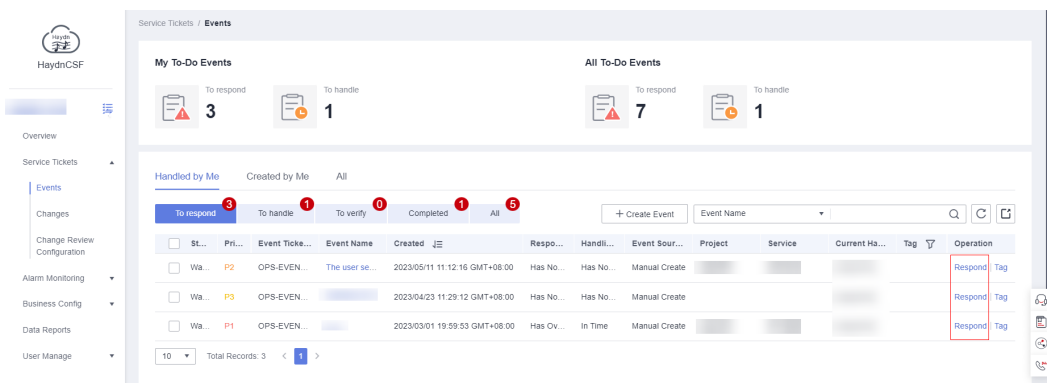 Service Tickets / Events
Haydn
HaydnCSF
My To-Do Events
All To-Do Events
To respond
3
To handle
1
To respond
7
To handle
1
Overview
Service Tickets
Events
Changes
Change Review
Configuration
Alarm Monitoring
Business Config
Data Reports
User Manage
Handled by Me Created by Me All
To respond 3 To handle 1 To verify 0 Completed 1 All 5
+ Create Event Event Name
St... Pri... Event Ticke... Event Name Created Respo... Handli... Event Sour... Project Service Current Ha... Tag Operation
Wa... P2 OPS-EVEN... The user se... 2023/05/11 11:12:16 GMT+08:00 Has No... Has No... Manual Create Respond Tag
Wa... P3 OPS-EVEN... 2023/04/23 11:29:12 GMT+08:00 Has No... Has No... Manual Create Respond Tag
Wa... P1 OPS-EVEN... 2023/03/01 19:59:53 GMT+08:00 Has Ov... In Time Manual Create Respond Tag
10 Total Records: 3 < 1 >